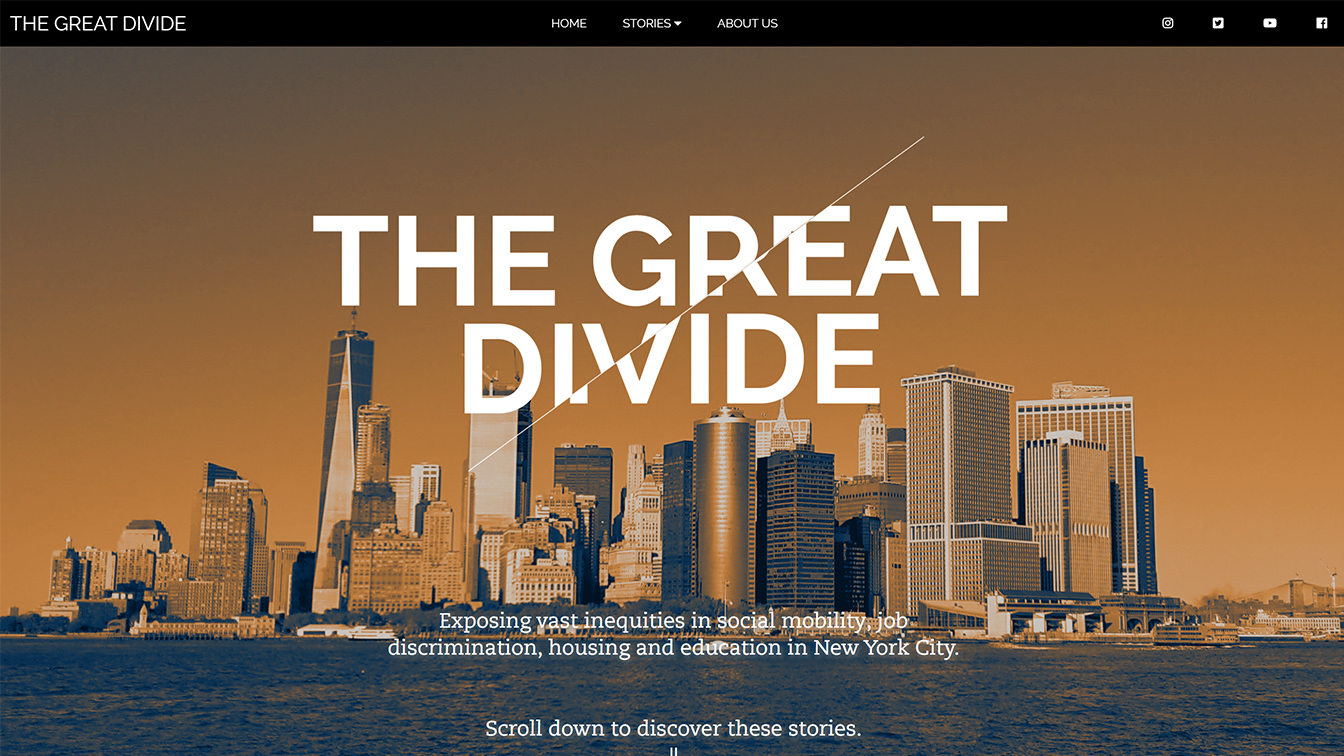 THE GREAT DIVIDE
HOME STORIES ABOUT US
THE GREAT
DIVIDE
Exposing vast inequities in social mobility, job
discrimination, housing and education in New York City.
Scroll down to discover these stories.